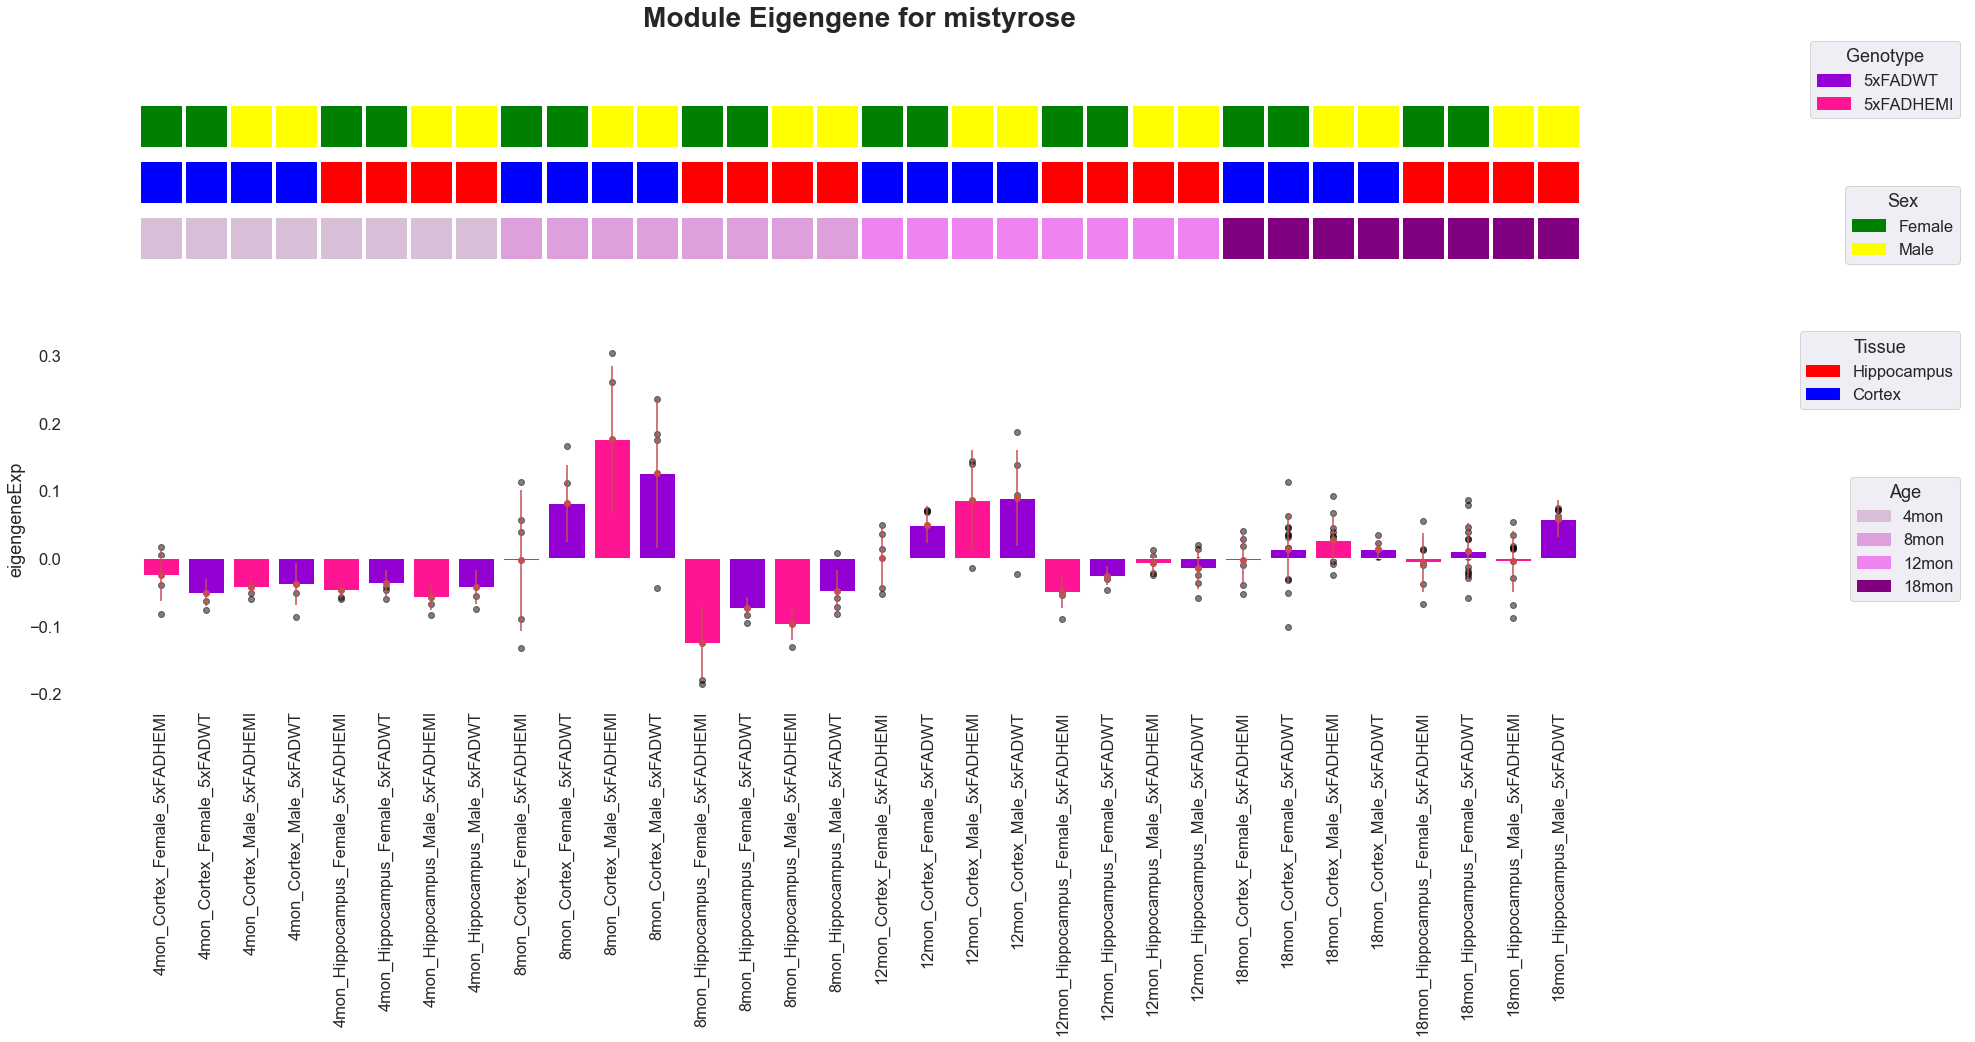 Module Eigengene for mistyrose
Genotype
5xFADWT
5xFADHEMI
Sex
Female
Male
Tissue
Hippocampus
Cortex
Age
4mon
8mon
12mon
18mon
eigengeneExp
0.3
0.2
0.1
0.0
−0.1
−0.2
4mon_Cortex_Female_5xFADHEMI
4mon_Cortex_Female_5xFADWT
4mon_Cortex_Male_5xFADHEMI
4mon_Cortex_Male_5xFADWT
4mon_Hippocampus_Female_5xFADHEMI
4mon_Hippocampus_Female_5xFADWT
4mon_Hippocampus_Male_5xFADHEMI
4mon_Hippocampus_Male_5xFADWT
8mon_Cortex_Female_5xFADHEMI
8mon_Cortex_Female_5xFADWT
8mon_Cortex_Male_5xFADHEMI
8mon_Cortex_Male_5xFADWT
8mon_Hippocampus_Female_5xFADHEMI
8mon_Hippocampus_Female_5xFADWT
8mon_Hippocampus_Male_5xFADHEMI
8mon_Hippocampus_Male_5xFADWT
12mon_Cortex_Female_5xFADHEMI
12mon_Cortex_Female_5xFADWT
12mon_Cortex_Male_5xFADHEMI
12mon_Cortex_Male_5xFADWT
12mon_Hippocampus_Female_5xFADHEMI
12mon_Hippocampus_Female_5xFADWT
12mon_Hippocampus_Male_5xFADHEMI
12mon_Hippocampus_Male_5xFADWT
18mon_Cortex_Female_5xFADHEMI
18mon_Cortex_Female_5xFADWT
18mon_Cortex_Male_5xFADHEMI
18mon_Cortex_Male_5xFADWT
18mon_Hippocampus_Female_5xFADHEMI
18mon_Hippocampus_Female_5xFADWT
18mon_Hippocampus_Male_5xFADHEMI
18mon_Hippocampus_Male_5xFADWT